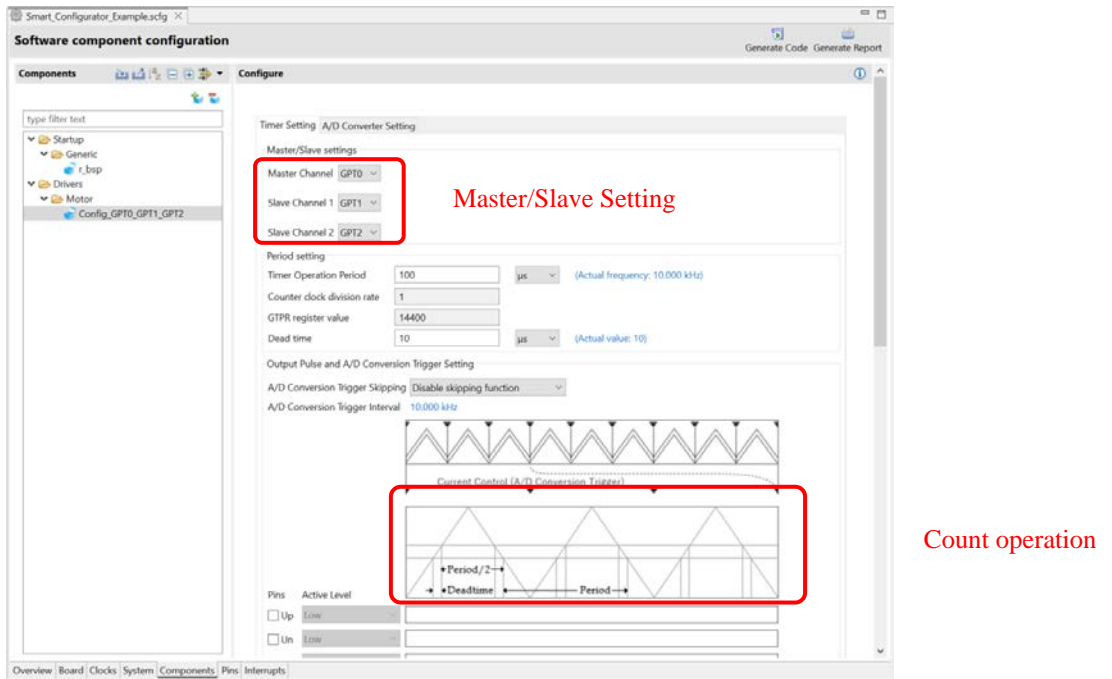 Smart_Configurator_Example.scfg
Software component configuration
Generate Code Generate Report
Components
Configure
type filter text
Startup
Generic
r_bsp
Drivers
Motor
Config_GPT0_GPT1_GPT2
Timer Setting A/D Converter Setting
Master/Slave settings
Master Channel GPT0
Slave Channel 1 GPT1
Slave Channel 2 GPT2
Master/Slave Setting
Period setting
Timer Operation Period 100 µs (Actual frequency: 10.000 kHz)
Counter clock division rate 1
GTPR register value 14400
Dead time 10 µs (Actual value: 10)
Output Pulse and A/D Conversion Trigger Setting
A/D Conversion Trigger Skipping Disable skipping function
A/D Conversion Trigger Interval 10.000 kHz
Current Control (A/D Conversion Trigger)
Period/2
Deadtime Period
Count operation
Pins Active Level
Up Low
Un Low
Overview Board Clocks System Components Pins Interrupts